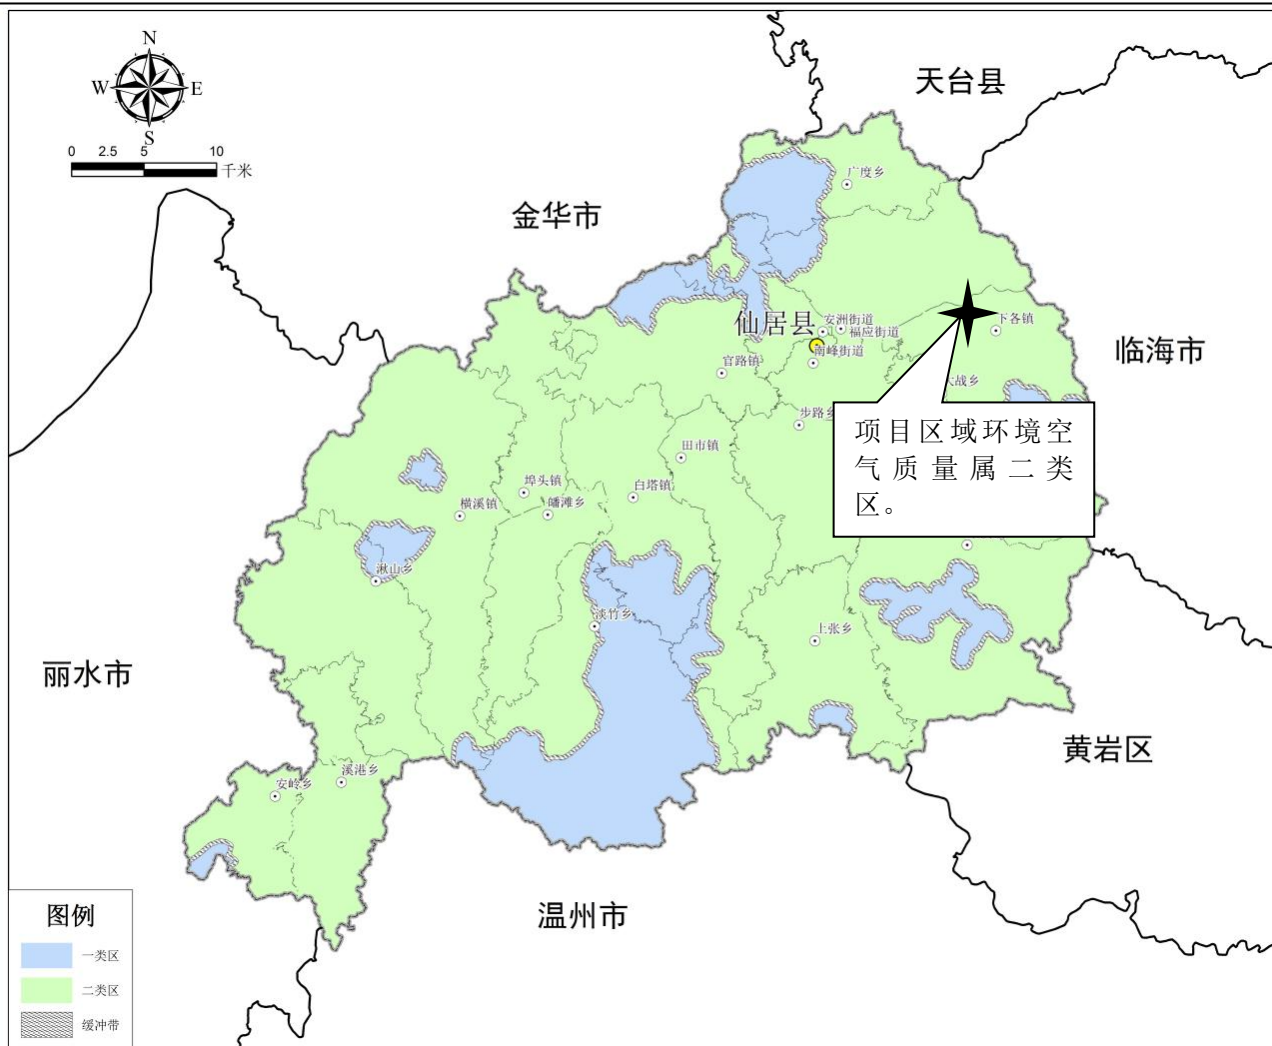 N
W
E
S
0 2.5 5 10
千米
天台县
金华市
广度乡
仙居县
安洲街道
福应街道
南峰街道
下各镇
临海市
官路镇
大战乡
步路乡
项目区域环境空
气质量属二类
区。
田市镇
埠头镇
白塔镇
横溪镇
皤滩乡
湫山乡
淡竹乡
上张乡
丽水市
黄岩区
安岭乡
溪港乡
温州市
图例
一类区
二类区
缓冲带